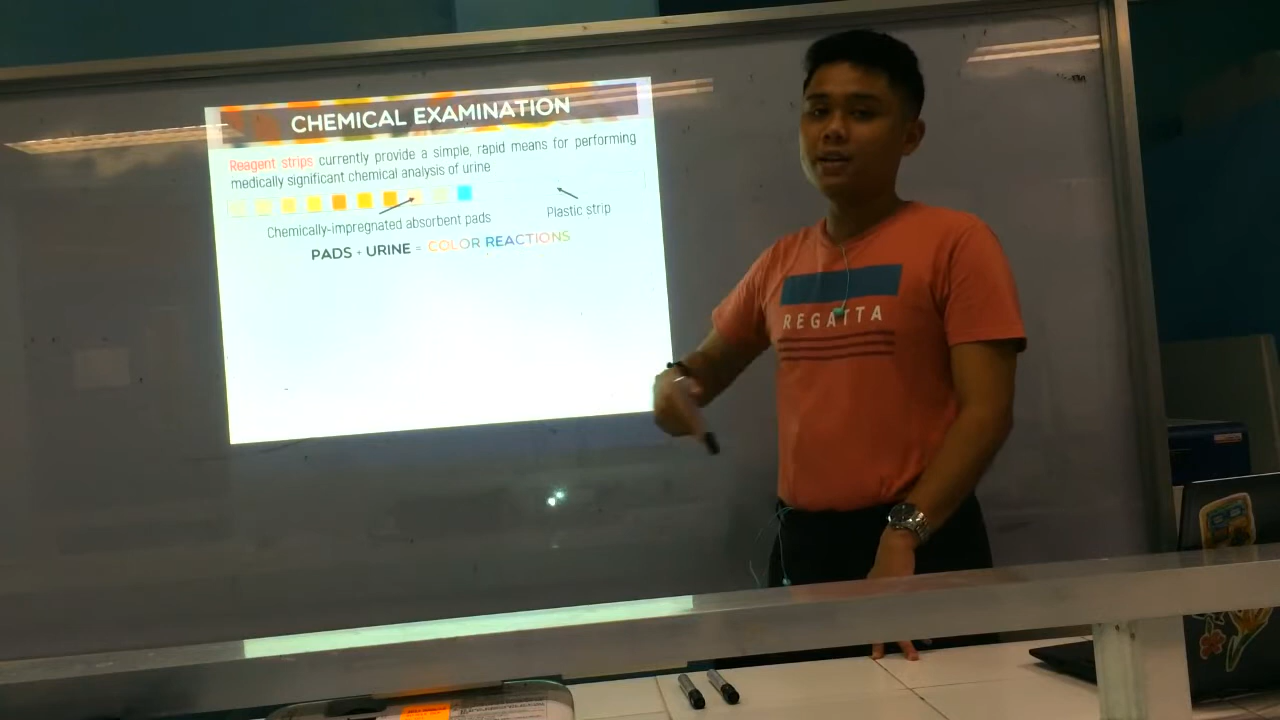 CHEMICAL EXAMINATION
Reagent strips currently provide a simple, rapid means for performing
medically significant chemical analysis of urine
Chemically-impregnated absorbent pads
Plastic strip
PADS + URINE = COLOR REACTIONS
REGATTA